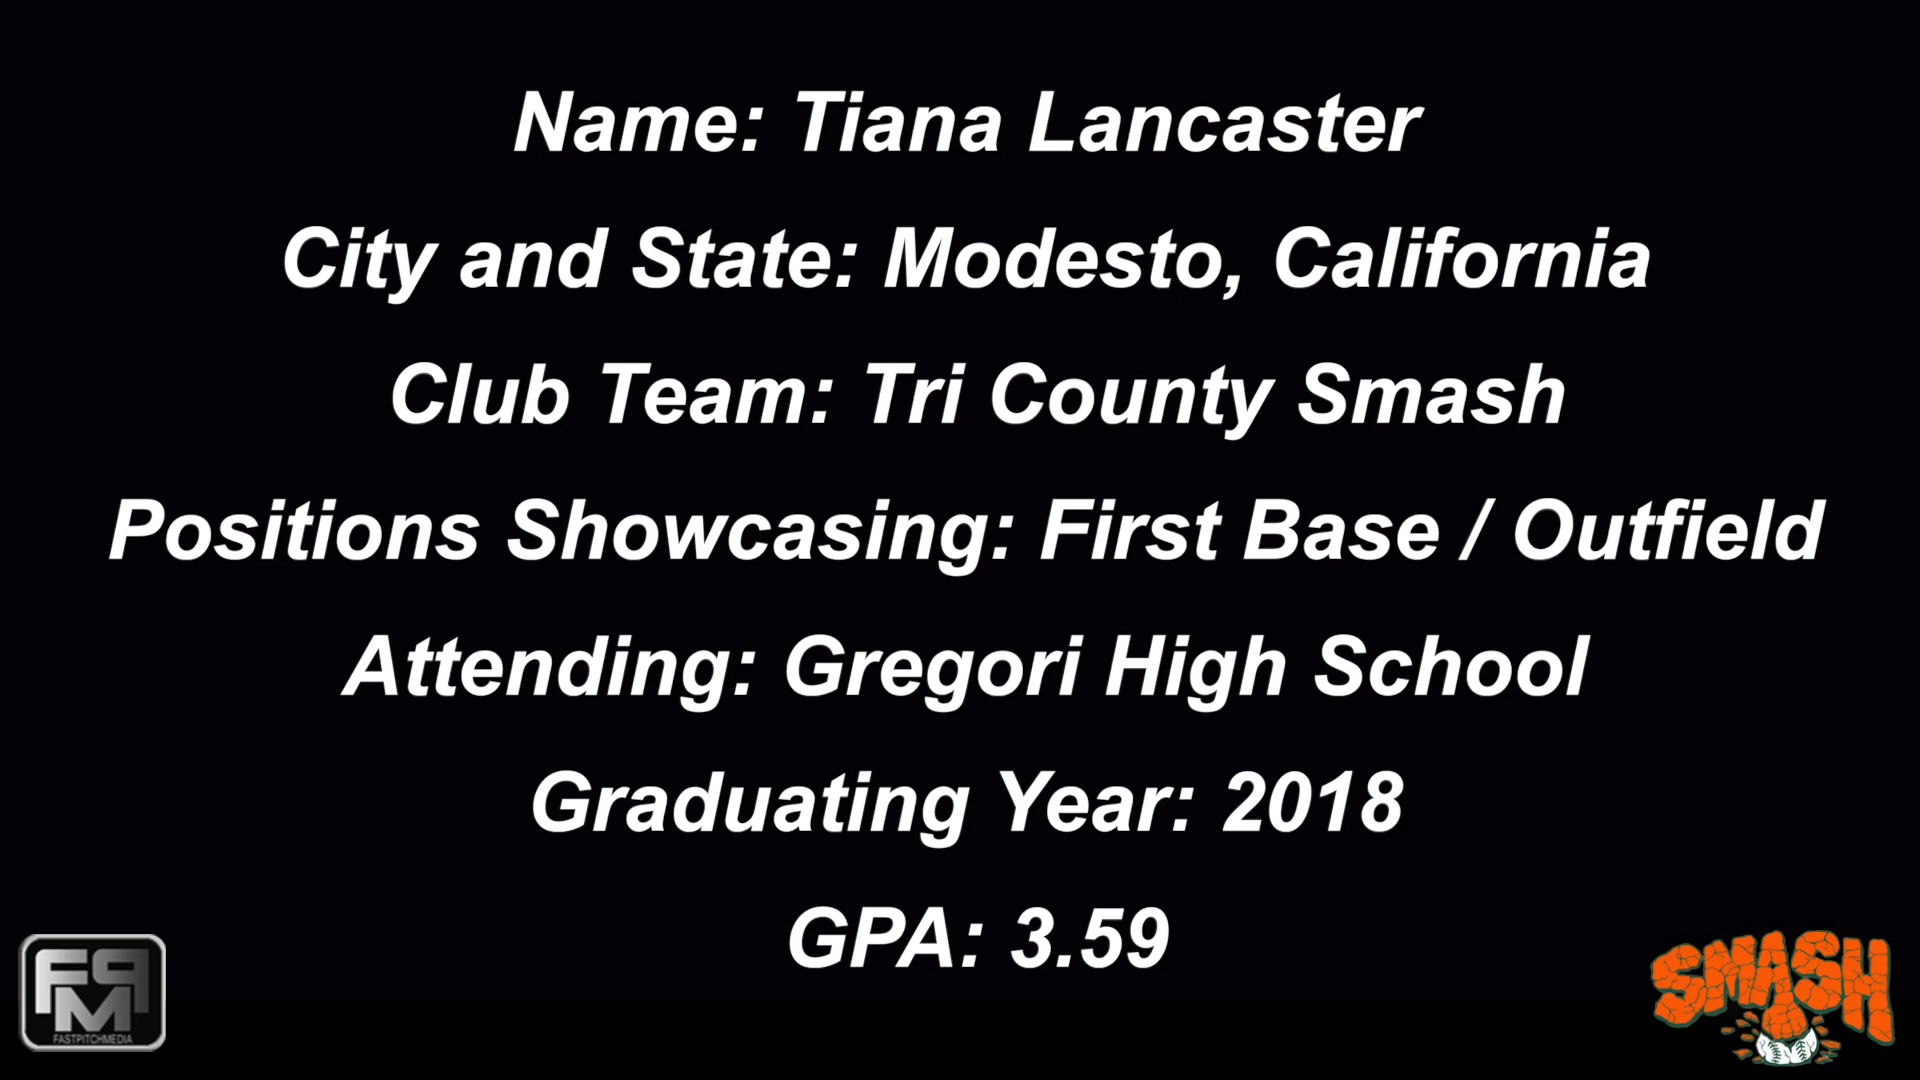 Name: Tiana Lancaster
City and State: Modesto, California
Club Team: Tri County Smash
Positions Showcasing: First Base / Outfield
Attending: Gregori High School
Graduating Year: 2018
GPA: 3.59
FPM
FASTPITCHMEDIA
SMASH